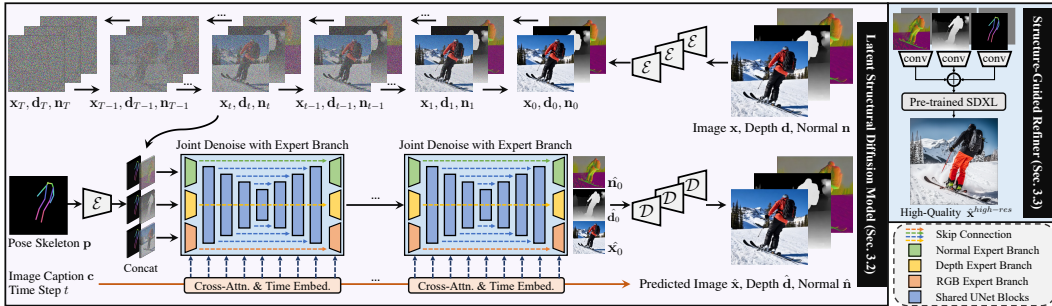 ...
...
...
ℰ
ℰ
ℰ
x_T, d_T, n_T
x_{T−1}, d_{T−1}, n_{T−1}
x_t, d_t, n_t
x_{t−1}, d_{t−1}, n_{t−1}
x_1, d_1, n_1
x_0, d_0, n_0
Image x, Depth d, Normal n
Joint Denoise with Expert Branch
Joint Denoise with Expert Branch
ℰ
Pose Skeleton p
Concat
...
n̂_0
d̂_0
x̂_0
𝒟
𝒟
𝒟
Image Caption c
Time Step t
Cross-Attn. & Time Embed.
...
Cross-Attn. & Time Embed.
Predicted Image x̂, Depth d̂, Normal n̂
Latent Structural Diffusion Model (Sec. 3.2)
conv
conv
conv
Pre-trained SDXL
High-Quality x̂^{high−res}
Structure-Guided Refiner (Sec. 3.3)
Skip Connection
Normal Expert Branch
Depth Expert Branch
RGB Expert Branch
Shared UNet Blocks